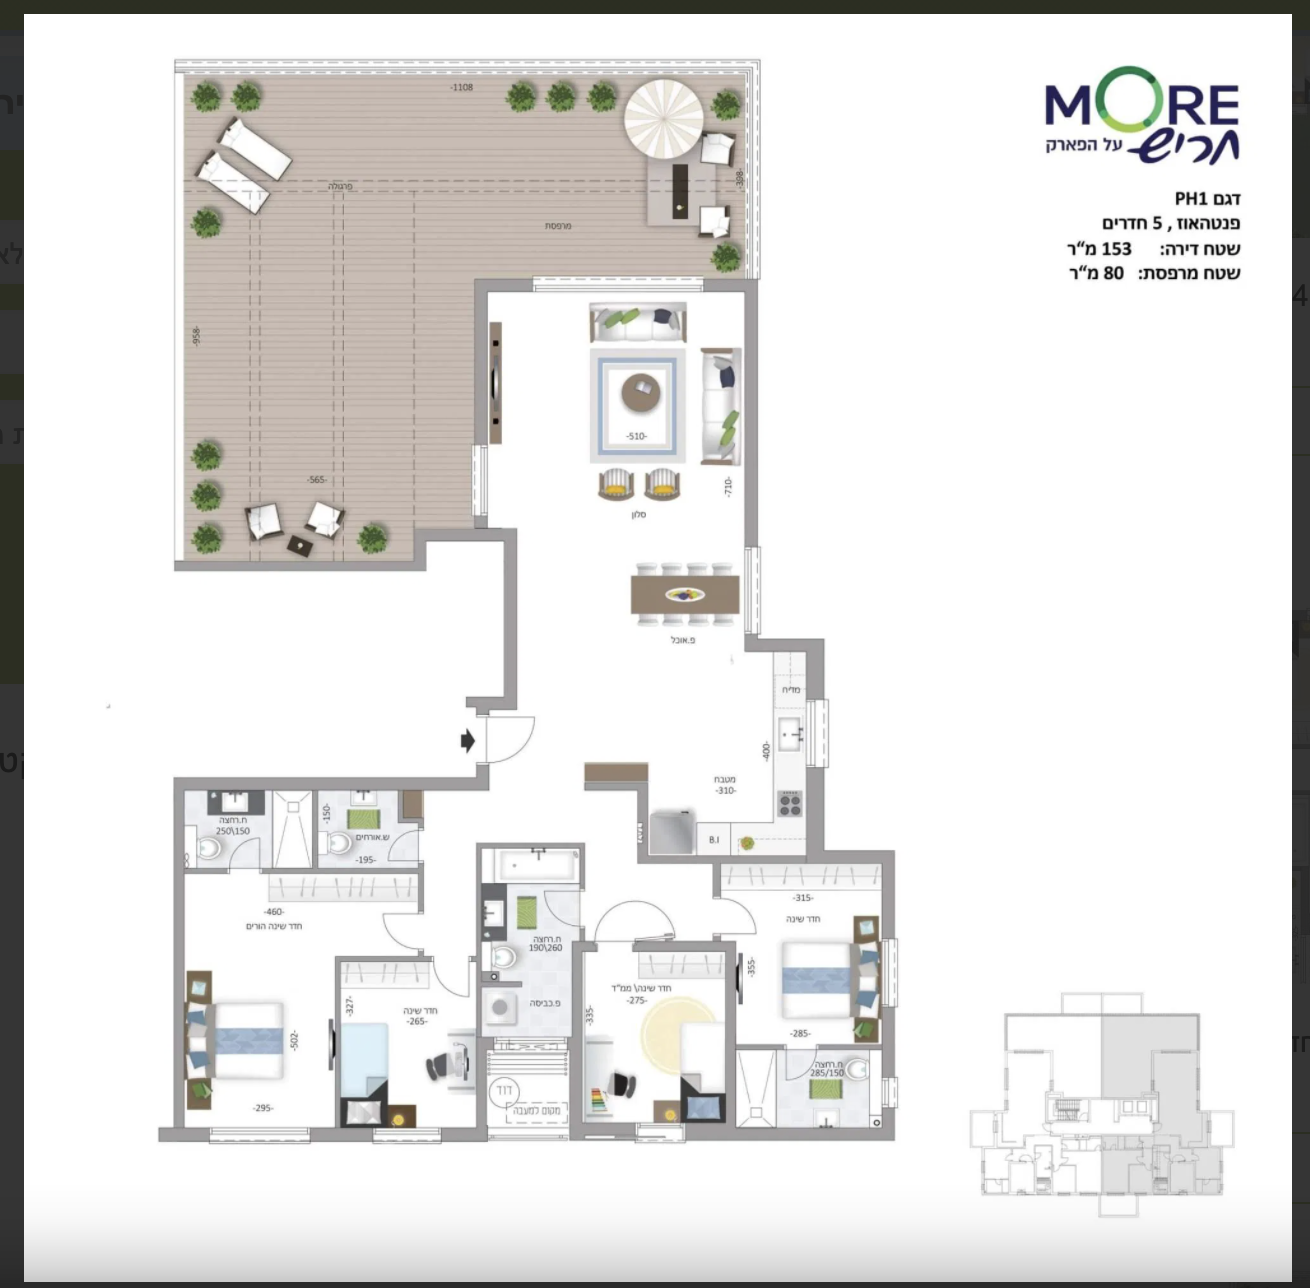 MORE
חריש על הפארק
דגם PH1
פנטהאוז , 5 חדרים
שטח דירה: 153 מ״ר
שטח מרפסת: 80 מ״ר
-1108-
פרגולה
-398-
מרפסת
-958-
-565-
-510-
-710-
סלון
פ.אוכל
מדיח
-400-
מטבח
-310-
B.I
ח.רחצה
250\150
-150-
ש.אורחים
-195-
-460-
חדר שינה הורים
-315-
חדר שינה
-355-
-285-
ח.רחצה
190\260
פ.כביסה
חדר שינה\ ממ״ד
-275-
-335-
-327-
חדר שינה
-265-
-502-
-295-
דוד
מקום למעבה
ח.רחצה
285/150